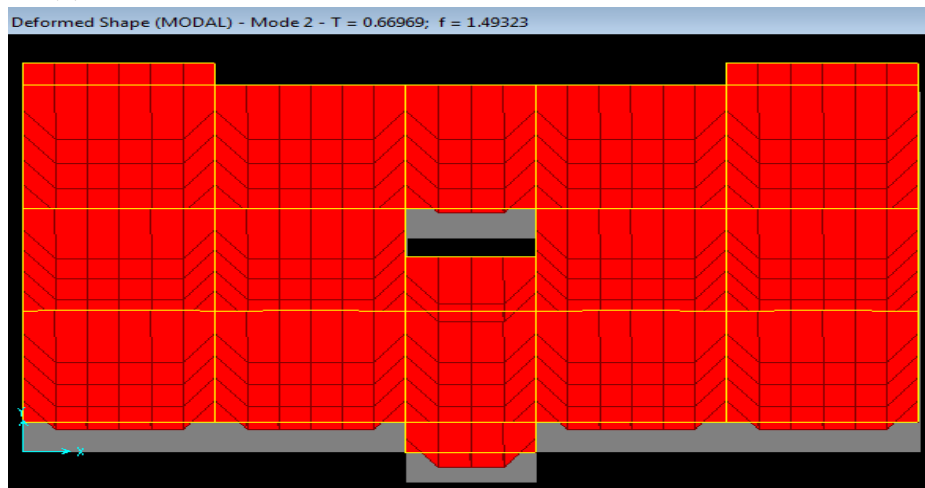 Deformed Shape (MODAL) - Mode 2 - T = 0.66969; f = 1.49323
Y
X